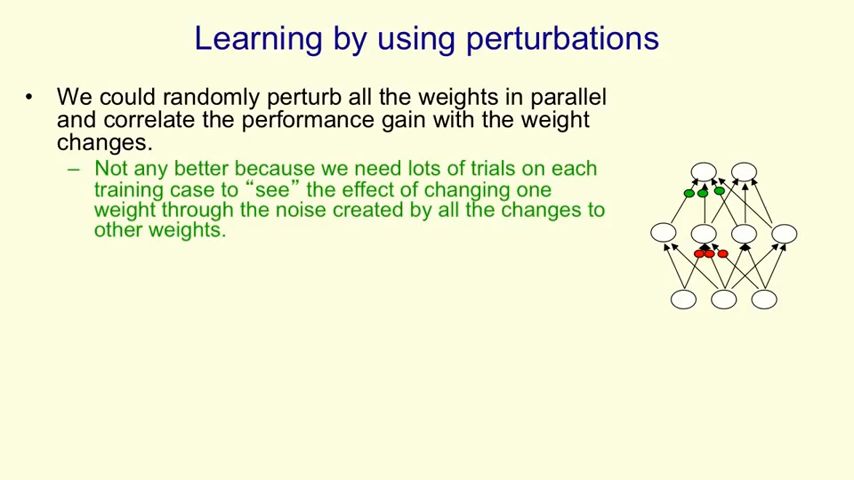 Learning by using perturbations
• We could randomly perturb all the weights in parallel
and correlate the performance gain with the weight
changes.
– Not any better because we need lots of trials on each
training case to “see” the effect of changing one
weight through the noise created by all the changes to
other weights.